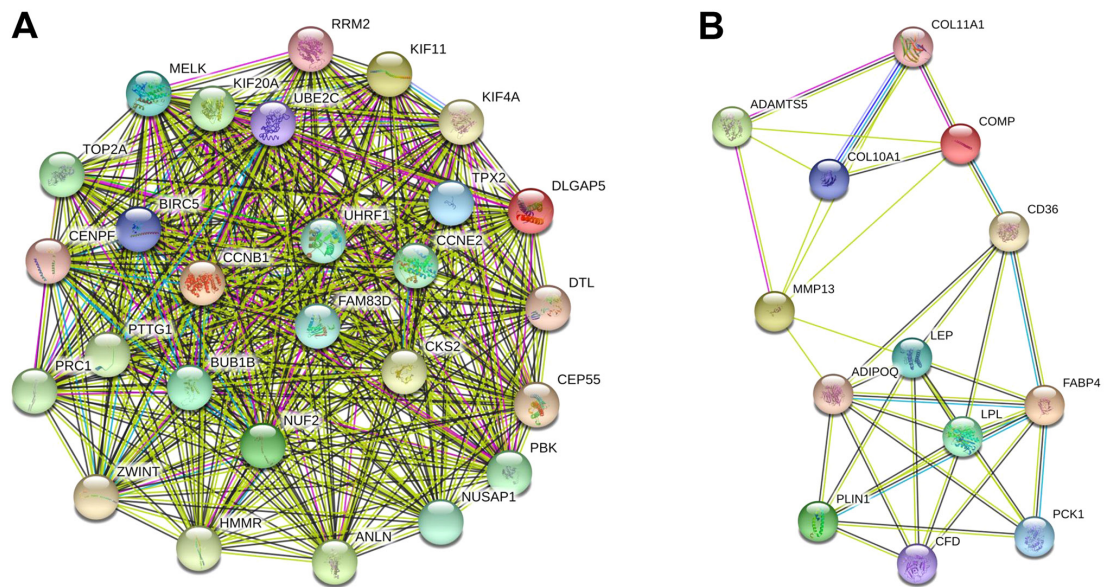 A
RRM2
KIF11
MELK
KIF20A
UBE2C
KIF4A
TOP2A
TPX2
DLGAP5
BIRC5
UHRF1
CENPF
CCNE2
CCNB1
DTL
FAM83D
PTTG1
CKS2
PRC1
BUB1B
CEP55
NUF2
PBK
ZWINT
NUSAP1
HMMR
ANLN
B
COL11A1
ADAMTS5
COMP
COL10A1
CD36
MMP13
LEP
ADIPOQ
FABP4
LPL
PLIN1
PCK1
CFD